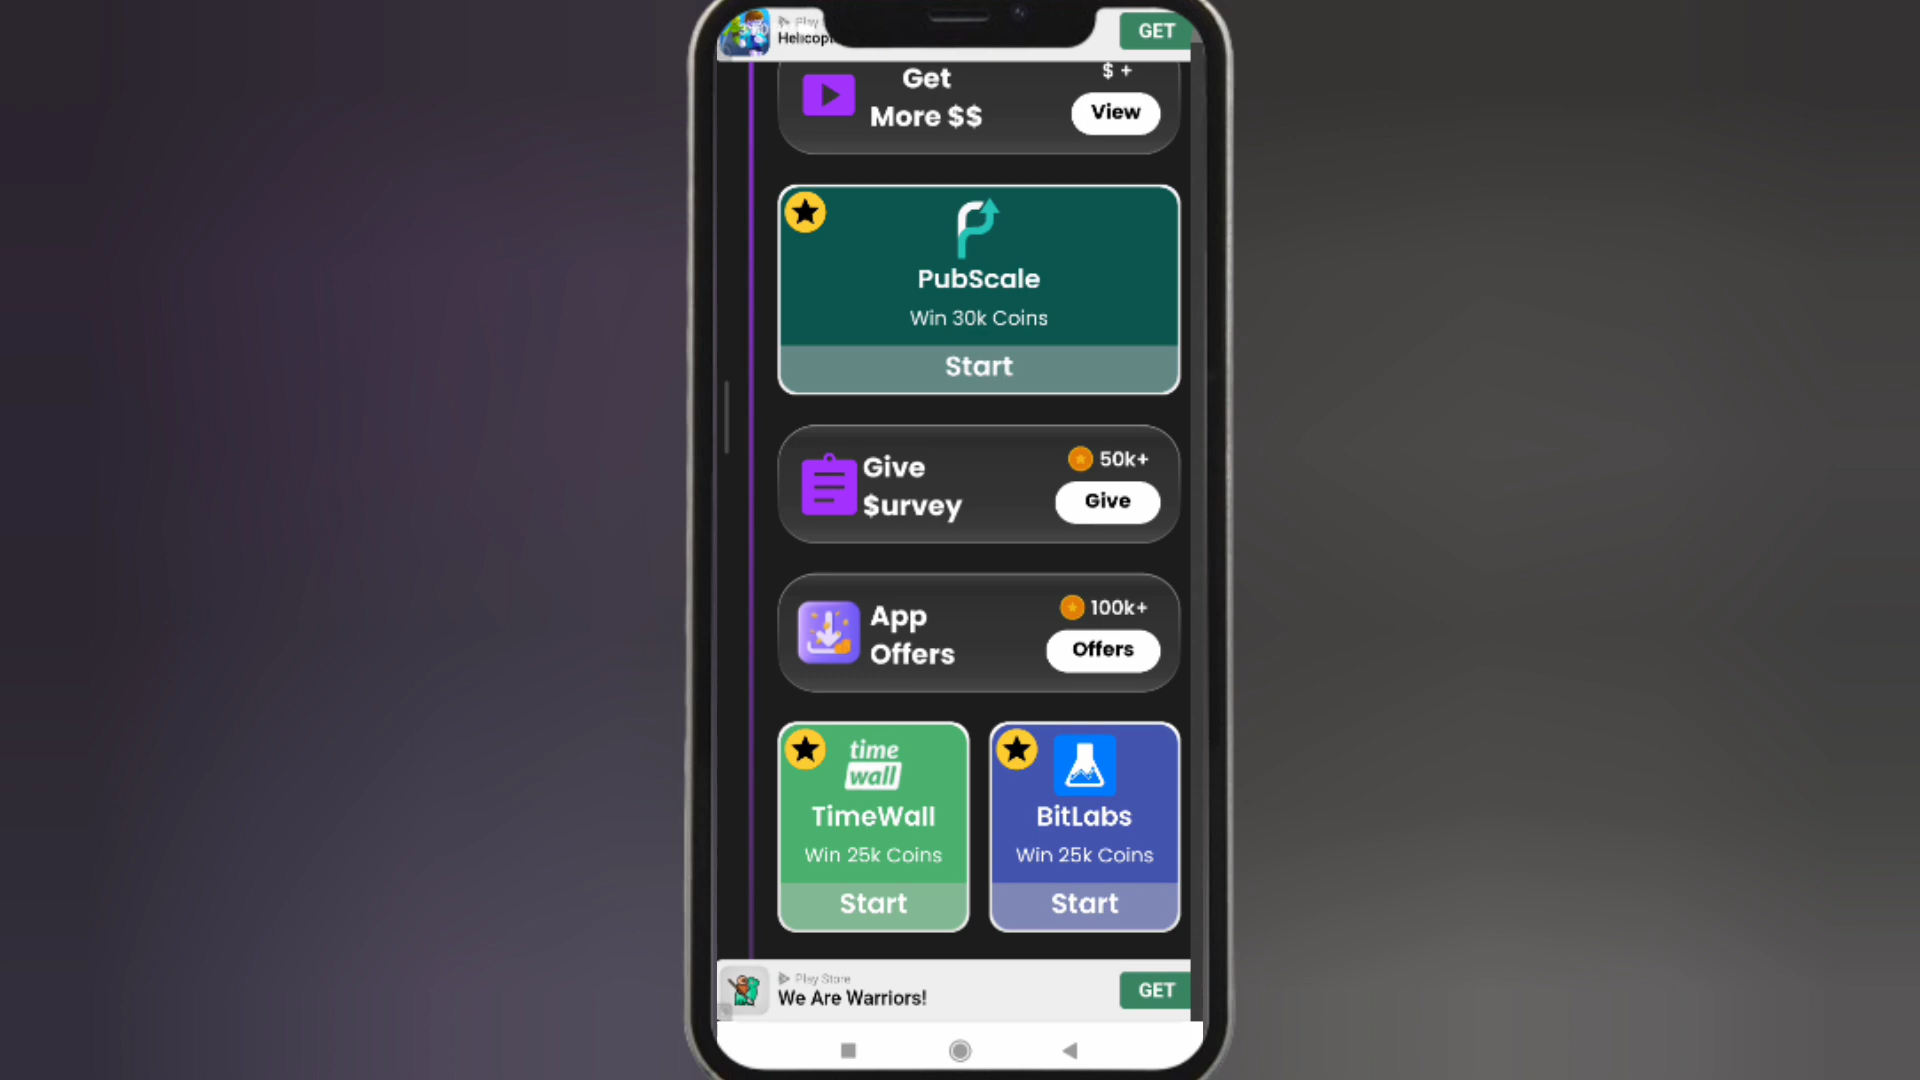 Play
Helicop
GET
Get
More $$
$ +
View
PubScale
Win 30k Coins
Start
Give
$urvey
50k+
Give
App
Offers
100k+
Offers
time
wall
TimeWall
Win 25k Coins
Start
BitLabs
Win 25k Coins
Start
Play Store
We Are Warriors!
GET